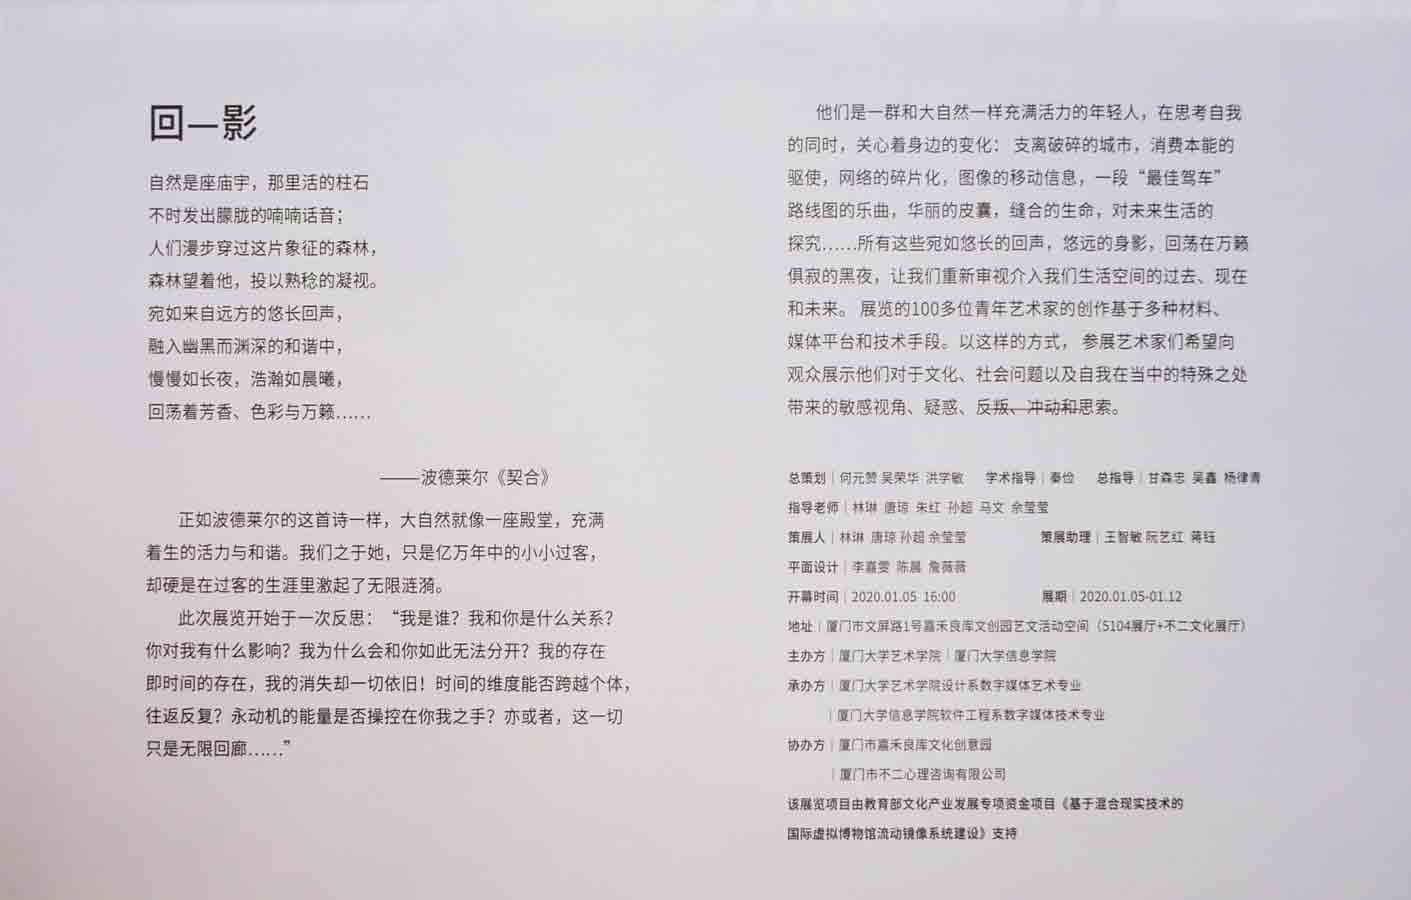 回—影
自然是座庙宇，那里活的柱石
不时发出朦胧的喃喃话音；
人们漫步穿过这片象征的森林，
森林望着他，投以熟稔的凝视。
宛如来自远方的悠长回声，
融入幽黑而渊深的和谐中，
慢慢如长夜，浩瀚如晨曦，
回荡着芳香、色彩与万籁……
——波德莱尔《契合》
正如波德莱尔的这首诗一样，大自然就像一座殿堂，充满
着生的活力与和谐。我们之于她，只是亿万年中的小小过客，
却硬是在过客的生涯里激起了无限涟漪。
此次展览开始于一次反思：“我是谁？我和你是什么关系？
你对我有什么影响？我为什么会和你如此无法分开？我的存在
即时间的存在，我的消失却一切依旧！时间的维度能否跨越个体，
往返反复？永动机的能量是否操控在你我之手？亦或者，这一切
只是无限回廊……”
他们是一群和大自然一样充满活力的年轻人，在思考自我
的同时，关心着身边的变化： 支离破碎的城市，消费本能的
驱使，网络的碎片化，图像的移动信息，一段“最佳驾车”
路线图的乐曲，华丽的皮囊，缝合的生命，对未来生活的
探究……所有这些宛如悠长的回声，悠远的身影，回荡在万籁
俱寂的黑夜，让我们重新审视介入我们生活空间的过去、现在
和未来。 展览的100多位青年艺术家的创作基于多种材料、
媒体平台和技术手段。以这样的方式， 参展艺术家们希望向
观众展示他们对于文化、社会问题以及自我在当中的特殊之处
带来的敏感视角、疑惑、反叛、冲动和思索。
总策划｜何元赞 吴荣华 洪学敏 学术指导｜秦俭 总指导｜甘森忠 吴鑫 杨律青
指导老师｜林琳 唐琼 朱红 孙超 马文 余莹莹
策展人｜林琳 唐琼 孙超 余莹莹 策展助理｜王智敏 阮艺红 蒋钰
平面设计｜李嘉雯 陈晨 詹薇薇
开幕时间｜2020.01.05 16:00 展期｜2020.01.05-01.12
地址｜厦门市文屏路1号嘉禾良库文创园艺文活动空间（5104展厅+不二文化展厅）
主办方｜厦门大学艺术学院｜厦门大学信息学院
承办方｜厦门大学艺术学院设计系数字媒体艺术专业
｜厦门大学信息学院软件工程系数字媒体技术专业
协办方｜厦门市嘉禾良库文化创意园
｜厦门市不二心理咨询有限公司
该展览项目由教育部文化产业发展专项资金项目《基于混合现实技术的
国际虚拟博物馆流动镜像系统建设》支持